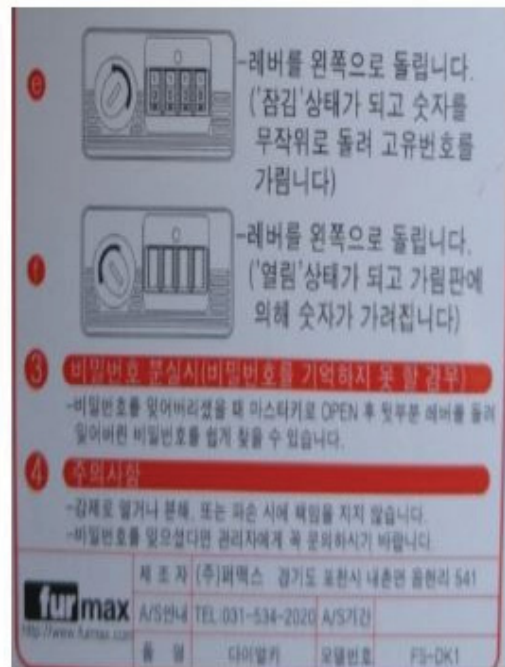 e
-레버를 왼쪽으로 돌립니다.
('잠김'상태가 되고 숫자를
무작위로 돌려 고유번호를
가립니다)
f
-레버를 왼쪽으로 돌립니다.
('열림'상태가 되고 가림판에
의해 숫자가 가려집니다)
3 비밀번호 분실시(비밀번호를 기억하지 못 할 경우)
-비밀번호를 잊어버리셨을 때 마스터키로 OPEN 후 뒷부분 레버를 돌려
잊어버린 비밀번호를 쉽게 찾을 수 있습니다.
4 주의사항
-강제로 열거나 분해, 또는 파손 시에 책임을 지지 않습니다.
-비밀번호를 잊으셨다면 관리자에게 꼭 문의하시기 바랍니다.
furmax
http://www.furmax.com
제 조 자 (주)퍼맥스 경기도 포천시 내촌면 음현리 541
A/S안내 TEL:031-534-2020 A/S기간
품 명 다이얼키 모델번호 FS-DK1